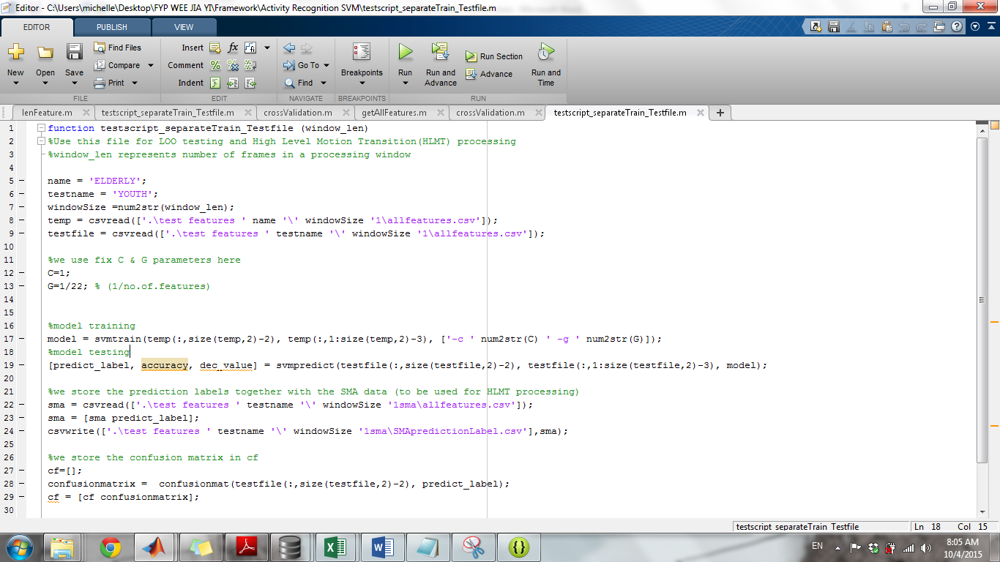 Editor - C:\Users\michelle\Desktop\FYP WEE JIA YI\Framework\Activity Recognition SVM\testscript_separateTrain_Testfile.m
EDITOR PUBLISH VIEW
New Open Save Find Files Compare Print
Insert fx Comment Indent
Go To Find
Breakpoints
Run Run and Advance Run Section Advance Run and Time
FILE EDIT NAVIGATE BREAKPOINTS RUN
lenFeature.m testscript_separateTrain_Testfile.m crossValidation.m getAllFeatures.m crossValidation.m testscript_separateTrain_Testfile.m
1 function testscript_separateTrain_Testfile (window_len)
2 %Use this file for LOO testing and High Level Motion Transition(HLMT) processing
3 %window_len represents number of frames in a processing window
4
5 name = 'ELDERLY';
6 testname = 'YOUTH';
7 windowSize =num2str(window_len);
8 temp = csvread(['.\test features ' name '\' windowSize '1\allfeatures.csv']);
9 testfile = csvread(['.\test features ' testname '\' windowSize '1\allfeatures.csv']);
10
11 %we use fix C & G parameters here
12 C=1;
13 G=1/22; % (1/no.of.features)
14
15
16 %model training
17 model = svmtrain(temp(:,size(temp,2)-2), temp(:,1:size(temp,2)-3), ['-c ' num2str(C) ' -g ' num2str(G)]);
18 %model testing
19 [predict_label, accuracy, dec_value] = svmpredict(testfile(:,size(testfile,2)-2), testfile(:,1:size(testfile,2)-3), model);
20
21 %we store the prediction labels together with the SMA data (to be used for HLMT processing)
22 sma = csvread(['.\test features ' testname '\' windowSize '1sma\allfeatures.csv']);
23 sma = [sma predict_label];
24 csvwrite(['.\test features ' testname '\' windowSize '1sma\SMApredictionLabel.csv'],sma);
25
26 %we store the confusion matrix in cf
27 cf=[];
28 confusionmatrix =  confusionmat(testfile(:,size(testfile,2)-2), predict_label);
29 cf = [cf confusionmatrix];
30
testscript_separateTrain_Testfile Ln 18 Col 15
EN 8:05 AM
10/4/2015